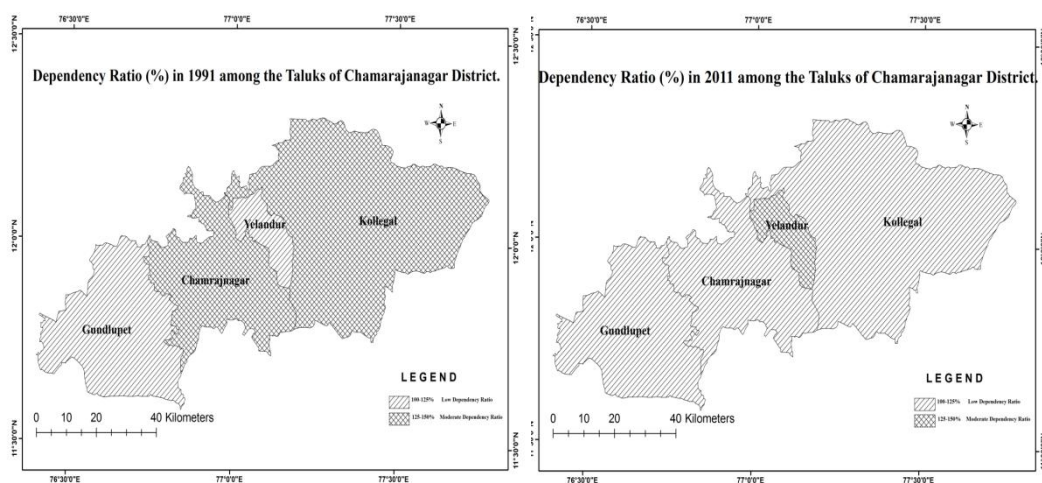 76°30'0"E 77°0'0"E 77°30'0"E
12°30'0"N
12°30'0"N
Dependency Ratio (%) in 1991 among the Taluks of Chamarajanagar District.
N
W E
S
Yelandur
Kollegal
12°0'0"N
12°0'0"N
Chamrajnagar
Gundlupet
LEGEND
100-125% Low Dependency Ratio
125-150% Moderate Dependency Ratio
0 10 20 40 Kilometers
11°30'0"N
11°30'0"N
76°30'0"E 77°0'0"E 77°30'0"E
76°30'0"E 77°0'0"E 77°30'0"E
12°30'0"N
Dependency Ratio (%) in 2011 among the Taluks of Chamarajanagar District.
N
W E
S
Yelandur
Kollegal
Chamrajnagar
Gundlupet
LEGEND
100-125% Low Dependency Ratio
125-150% Moderate Dependency Ratio
0 10 20 40 Kilometers
76°30'0"E 77°0'0"E 77°30'0"E